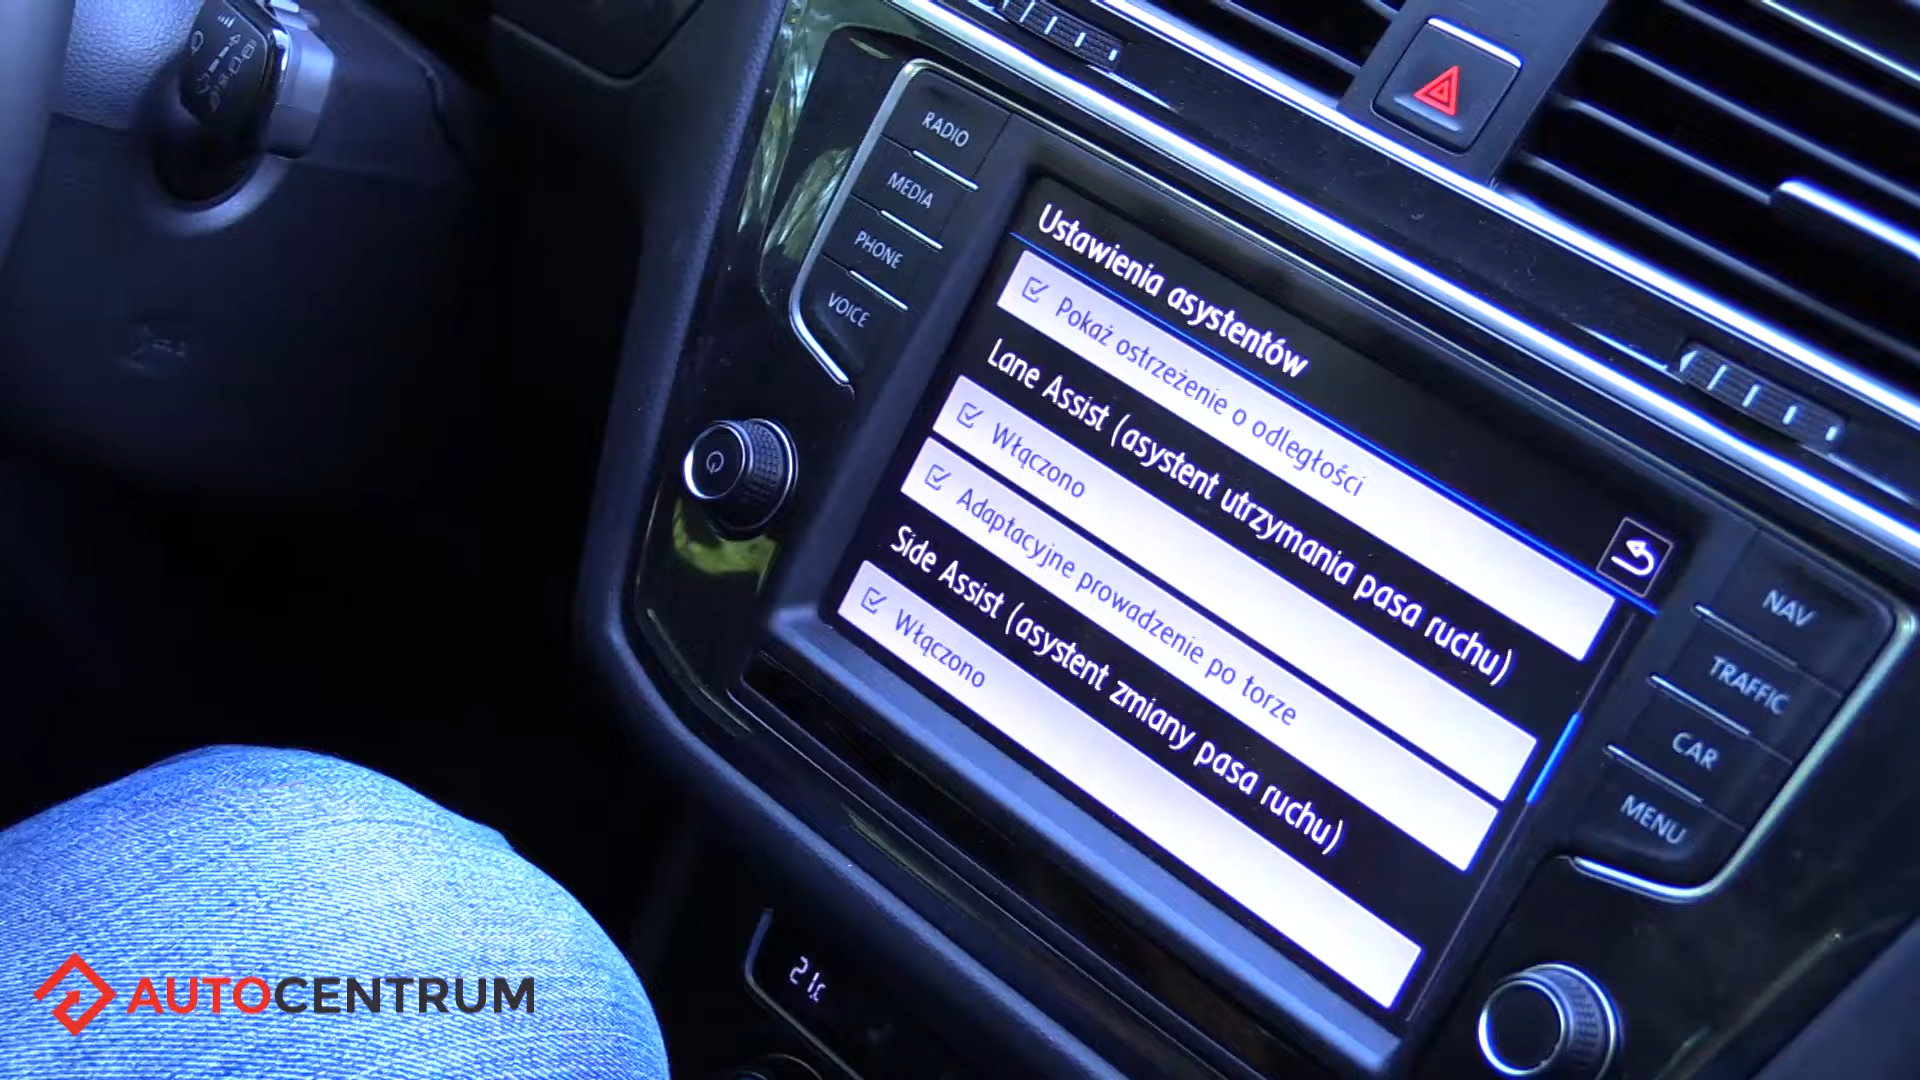 RADIO
MEDIA
PHONE
VOICE
Ustawienia asystentów
Pokaż ostrzeżenie o odległości
Lane Assist (asystent utrzymania pasa ruchu)
Włączono
Adaptacyjne prowadzenie po torze
Side Assist (asystent zmiany pasa ruchu)
Włączono
NAV
TRAFFIC
CAR
MENU
AUTOCENTRUM